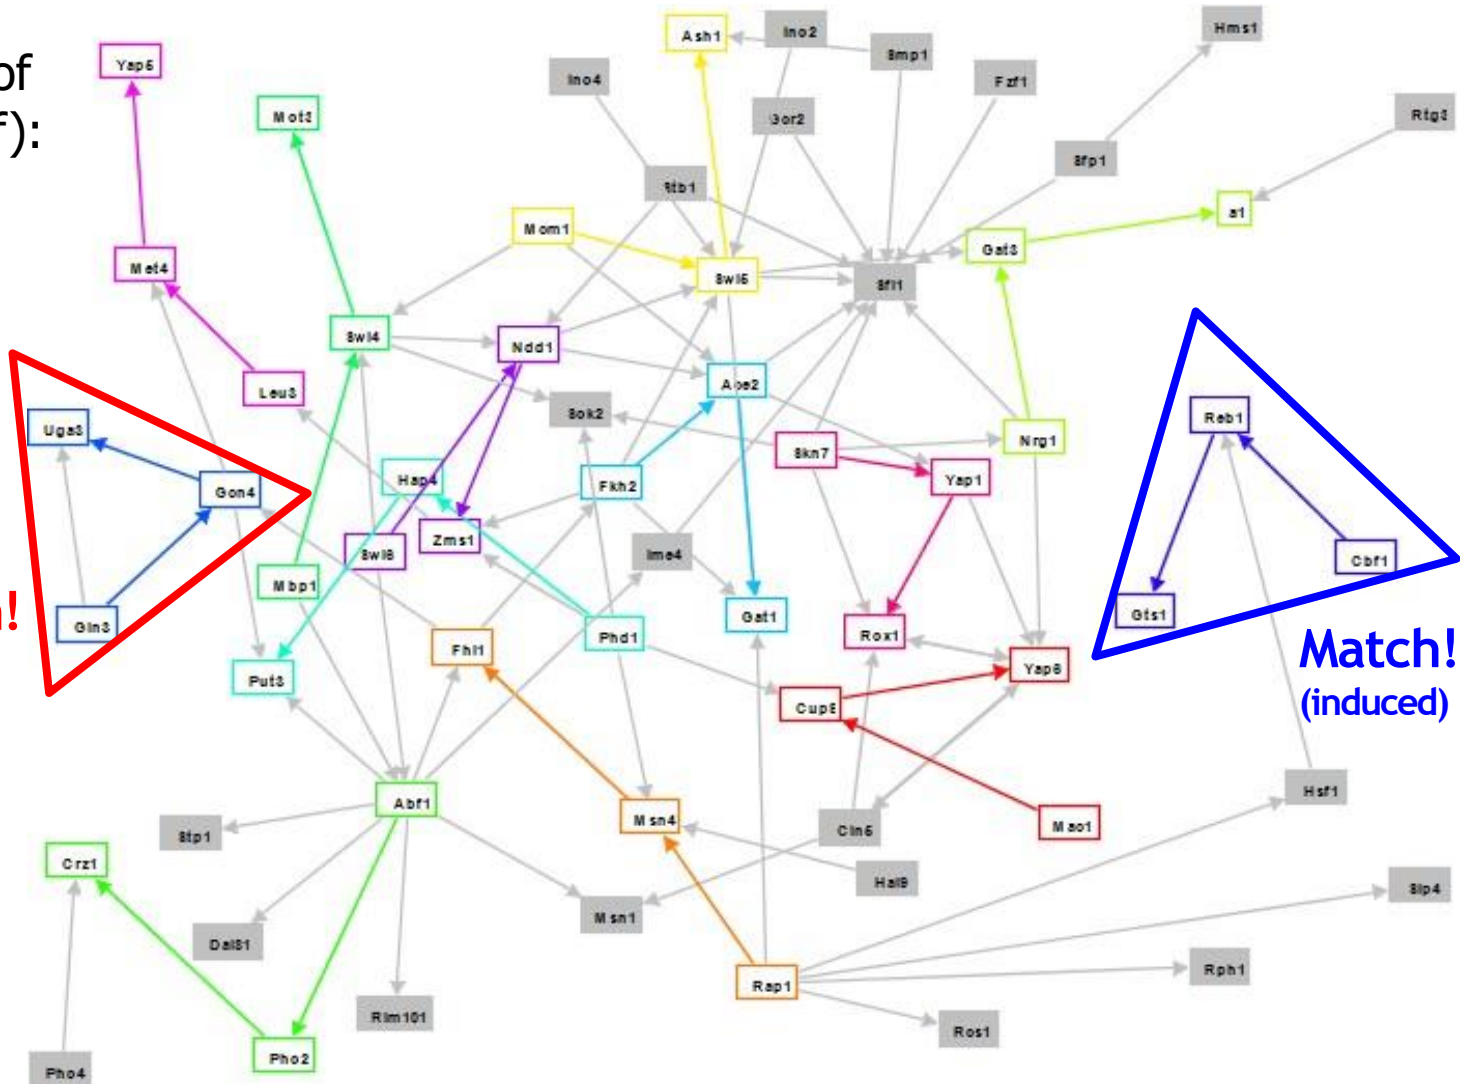 of
f):
Ash1
Ino2
Hms1
Yap5
Smp1
Ino4
Fzf1
Mot3
Gor2
Rtg3
Sfp1
Stb1
a1
Mom1
Gat3
Met4
Swi5
Sfl1
Swi4
Ndd1
Leu3
Ace2
Sok2
Reb1
Uga3
Nrg1
Skn7
Hap4
Yap1
Gcn4
Fkh2
Zms1
Swi6
Ime4
Cbf1
Mbp1
!
Gts1
Gat1
Gln3
Phd1
Rox1
Fhl1
Match!
(induced)
Yap6
Put3
Cup9
Hsf1
Abf1
Msn4
Mac1
Cin5
Stp1
Crz1
Hal9
Sip4
Msn1
Dal81
Rph1
Rap1
Rim101
Ros1
Pho2
Pho4